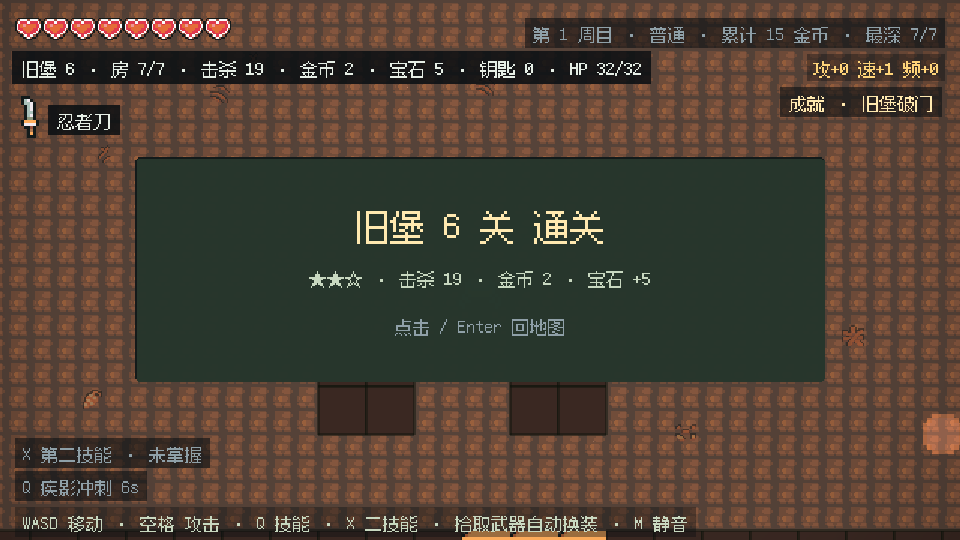 第 1 周目 · 普通 · 累计 15 金币 · 最深 7/7
旧堡 6 · 房 7/7 · 击杀 19 · 金币 2 · 宝石 5 · 钥匙 0 · HP 32/32
攻+0 速+1 频+0
成就 · 旧堡破门
忍者刀
旧堡 6 关 通关
★★☆ · 击杀 19 · 金币 2 · 宝石 +5
点击 / Enter 回地图
X 第二技能 · 未掌握
Q 疾影冲刺 6s
WASD 移动 · 空格 攻击 · Q 技能 · X 二技能 · 拾取武器自动换装 · M 静音